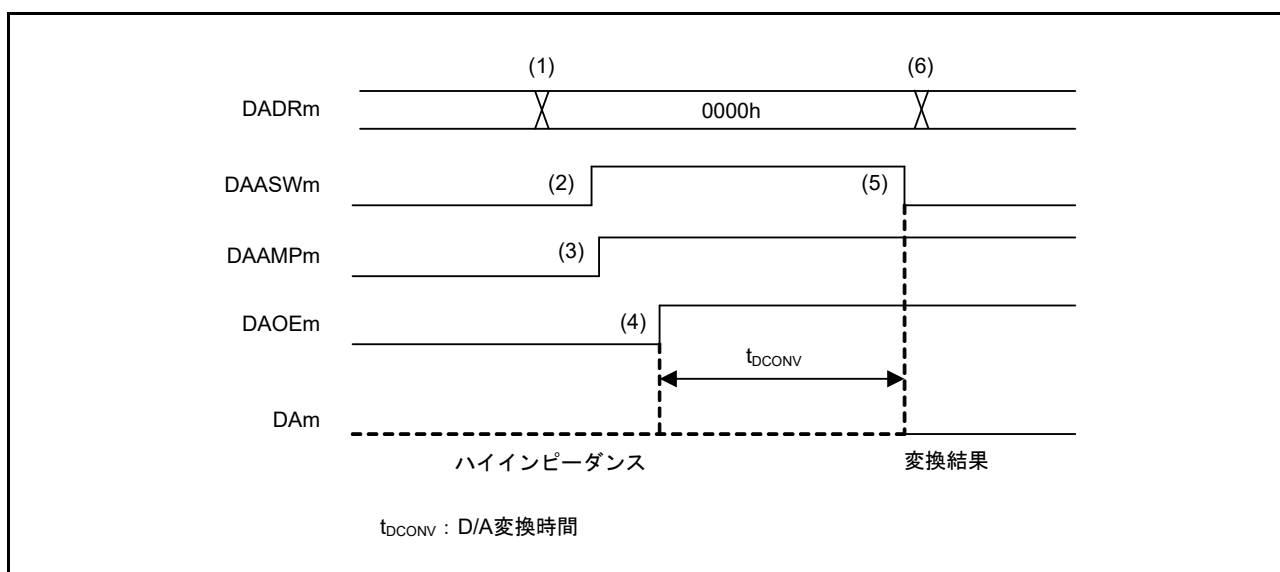 (1) (6)
DADRm 0000h
DAASWm (2) (5)
DAAMPm (3)
DAOEm (4)
tDCONV
DAm
ハイインピーダンス 変換結果
tDCONV : D/A変換時間